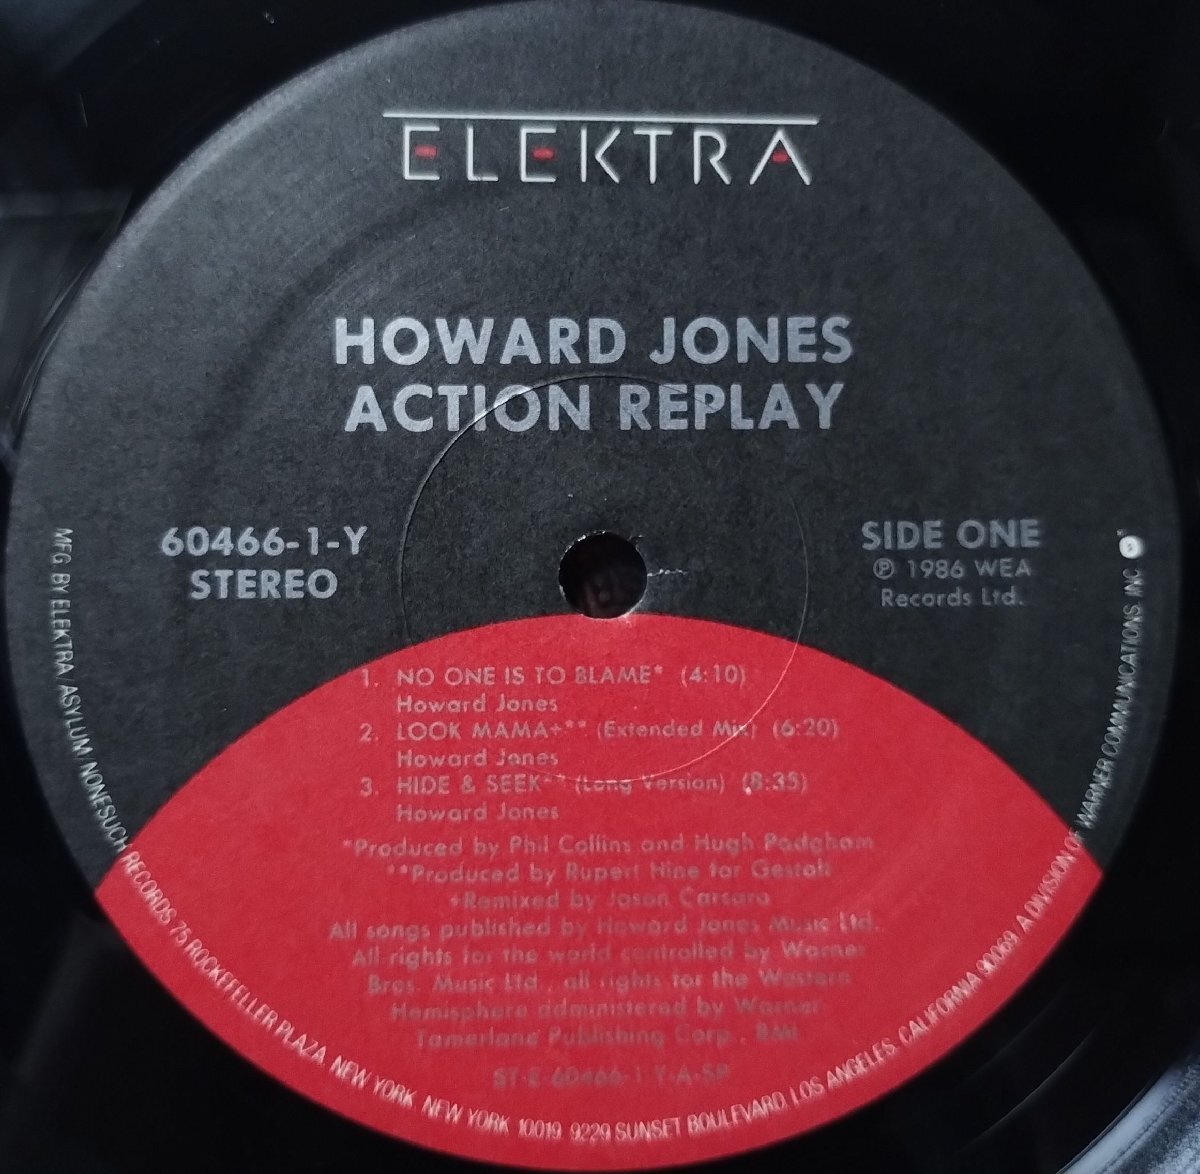 ELEKTRA
HOWARD JONES
ACTION REPLAY
60466-1-Y
STEREO
SIDE ONE
℗ 1986 WEA
Records Ltd.
1. NO ONE IS TO BLAME* (4:10)
Howard Jones
2. LOOK MAMA+** (Extended Mix) (6:20)
Howard Jones
3. HIDE & SEEK** (Long Version) (8:35)
Howard Jones
*Produced by Phil Collins and Hugh Padgham
**Produced by Rupert Hine for Gestalt
+Remixed by Jason Corsaro
All songs published by Howard Jones Music Ltd.
All rights for the world controlled by Warner
Bros. Music Ltd., all rights for the Western
Hemisphere administered by Warner
Tamerlane Publishing Corp., BMI
ST-E-60466-1-Y-A-SP
MFG. BY ELEKTRA/ASYLUM/NONESUCH RECORDS, 75 ROCKEFELLER PLAZA, NEW YORK, NEW YORK 10019. 9229 SUNSET BOULEVARD, LOS ANGELES, CALIFORNIA 90069. A DIVISION OF WARNER COMMUNICATIONS, INC. S